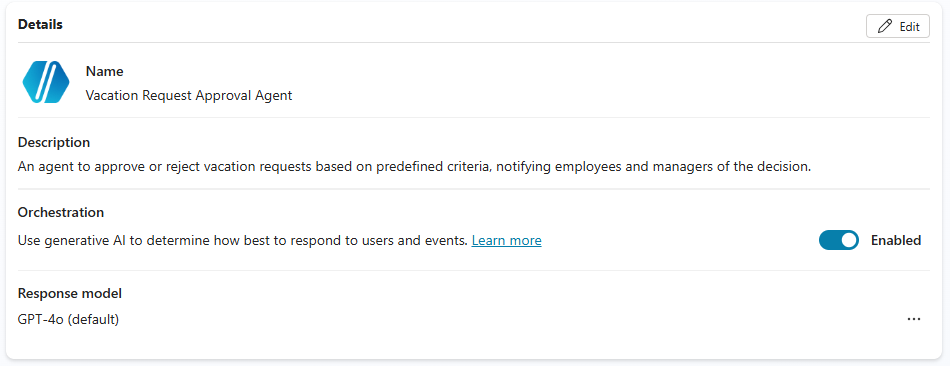 Details
Edit
Name
Vacation Request Approval Agent
Description
An agent to approve or reject vacation requests based on predefined criteria, notifying employees and managers of the decision.
Orchestration
Use generative AI to determine how best to respond to users and events. Learn more
Enabled
Response model
GPT-4o (default)